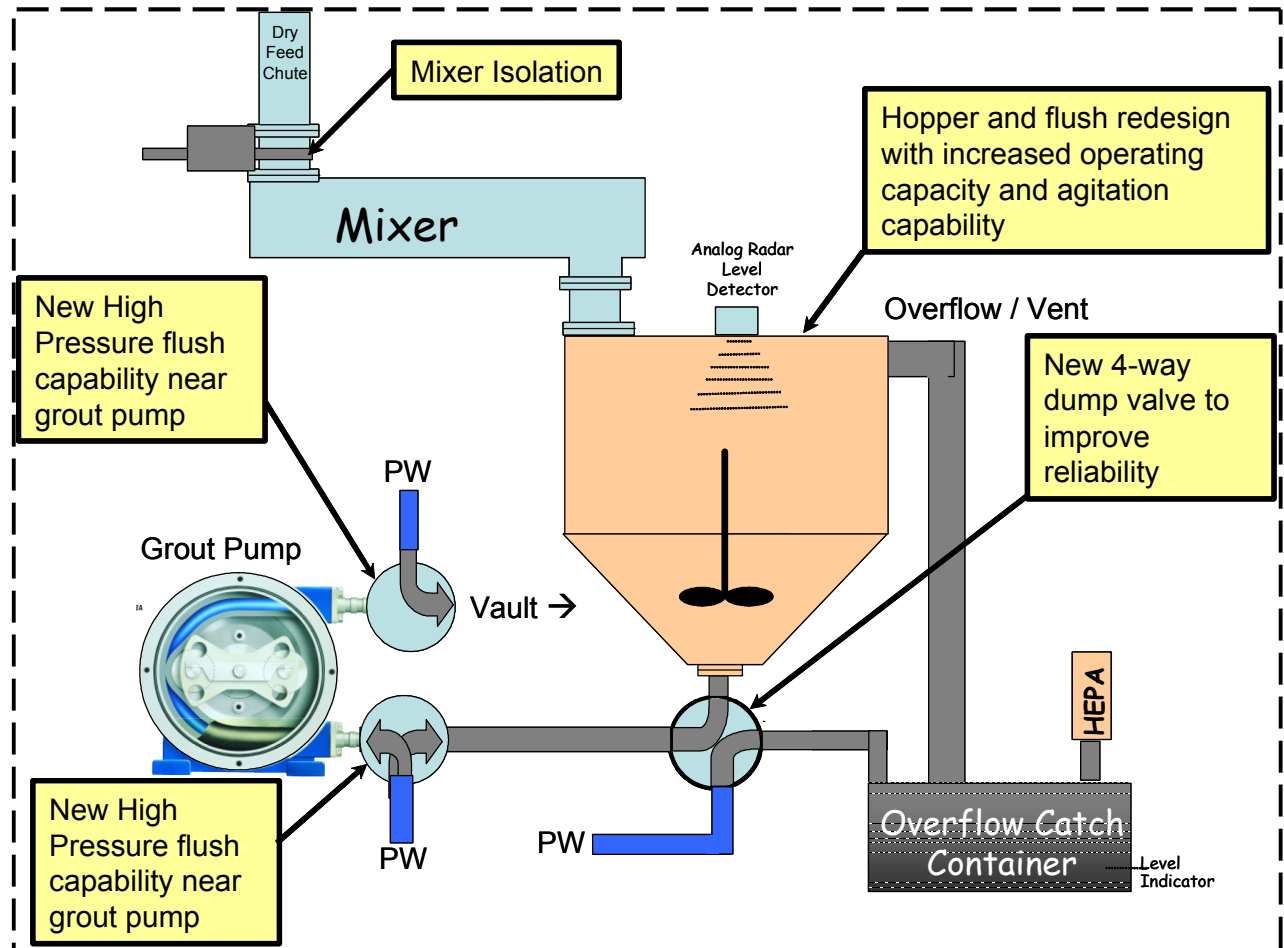 Dry
Feed
Chute
Mixer Isolation
Hopper and flush redesign
with increased operating
capacity and agitation
capability
Mixer
Analog Radar
Level
Detector
Overflow / Vent
New High
Pressure flush
capability near
grout pump
New 4-way
dump valve to
improve
reliability
PW
Grout Pump
Vault →
HEPA
New High
Pressure flush
capability near
grout pump
PW
PW
Overflow Catch
Container
Level
Indicator